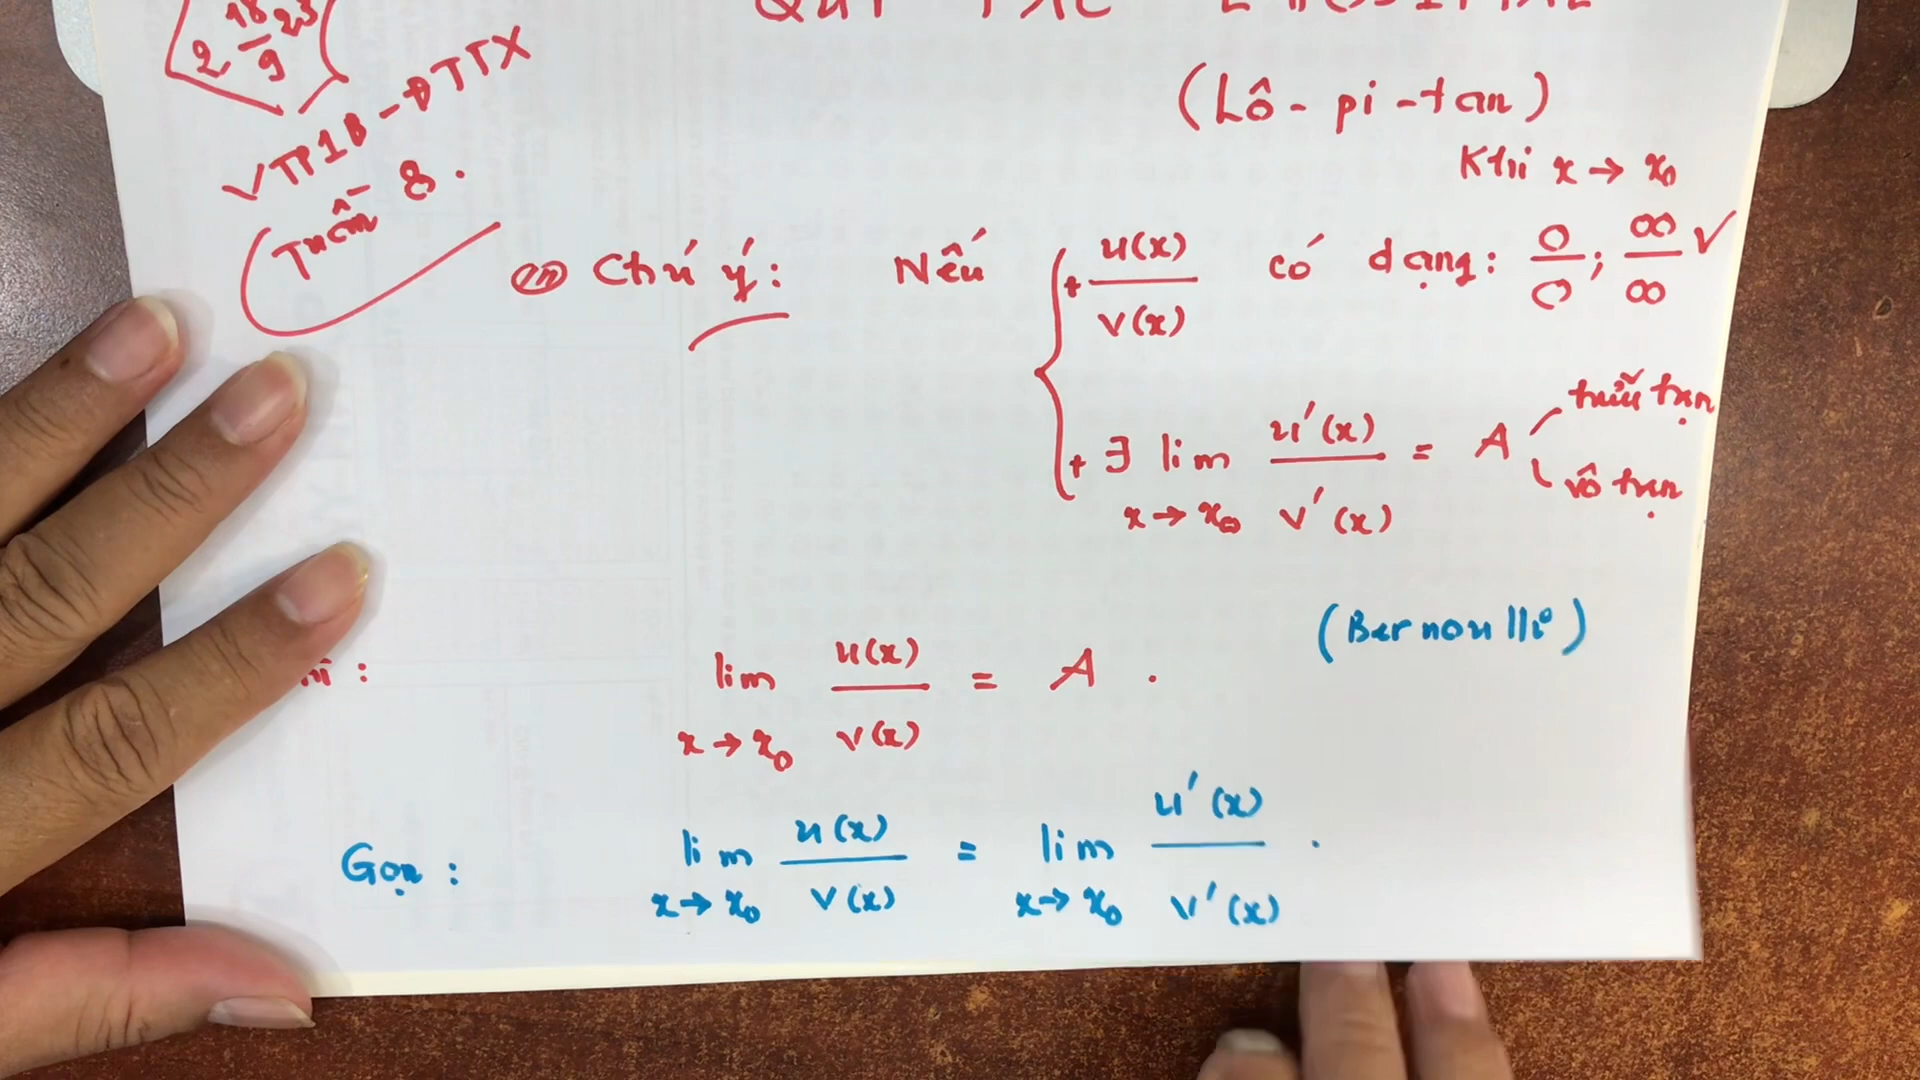 2 18/9 23
(Lô-pi-tan)
VTP1B-ĐTTX
Tuần 8.
Khi x → x₀
Chú ý: Nếu { + u(x)/v(x) có dạng: 0/0; ∞/∞ ✓
+ ∃ lim x→x₀ u'(x)/v'(x) = A
hữu hạn
vô hạn
(Bernoulli)
: lim x→x₀ u(x)/v(x) = A.
Gọn: lim x→x₀ u(x)/v(x) = lim x→x₀ u'(x)/v'(x).